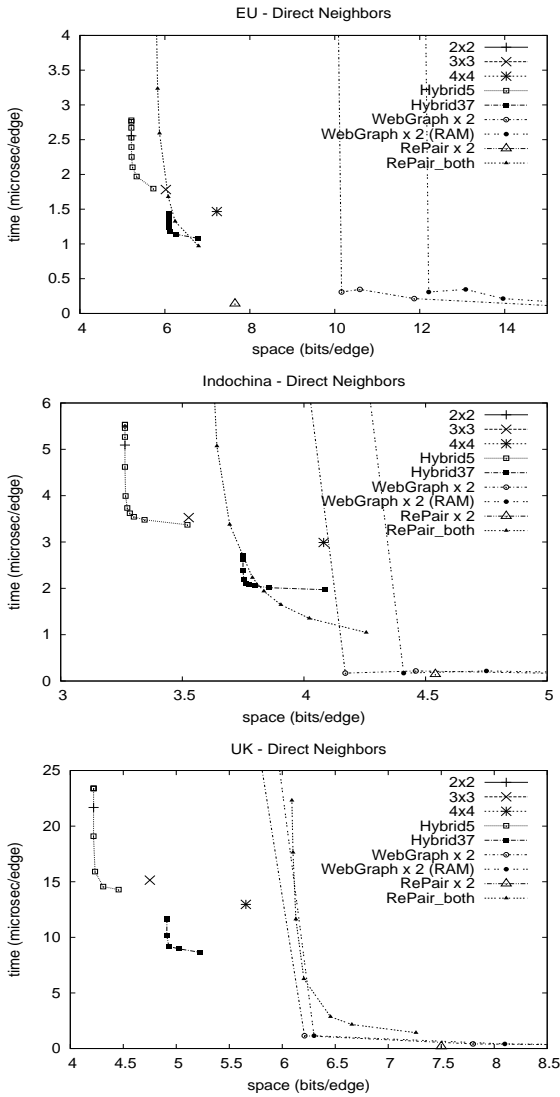 EU - Direct Neighbors
4
3.5
3
2.5
2
1.5
1
0.5
0
time (microsec/edge)
2x2
3x3
4x4
Hybrid5
Hybrid37
WebGraph x 2
WebGraph x 2 (RAM)
RePair x 2
RePair_both
4 6 8 10 12 14
space (bits/edge)
Indochina - Direct Neighbors
6
5
4
3
2
1
0
time (microsec/edge)
2x2
3x3
4x4
Hybrid5
Hybrid37
WebGraph x 2
WebGraph x 2 (RAM)
RePair x 2
RePair_both
3 3.5 4 4.5 5
space (bits/edge)
UK - Direct Neighbors
25
20
15
10
5
0
time (microsec/edge)
2x2
3x3
4x4
Hybrid5
Hybrid37
WebGraph x 2
WebGraph x 2 (RAM)
RePair x 2
RePair_both
4 4.5 5 5.5 6 6.5 7 7.5 8 8.5
space (bits/edge)